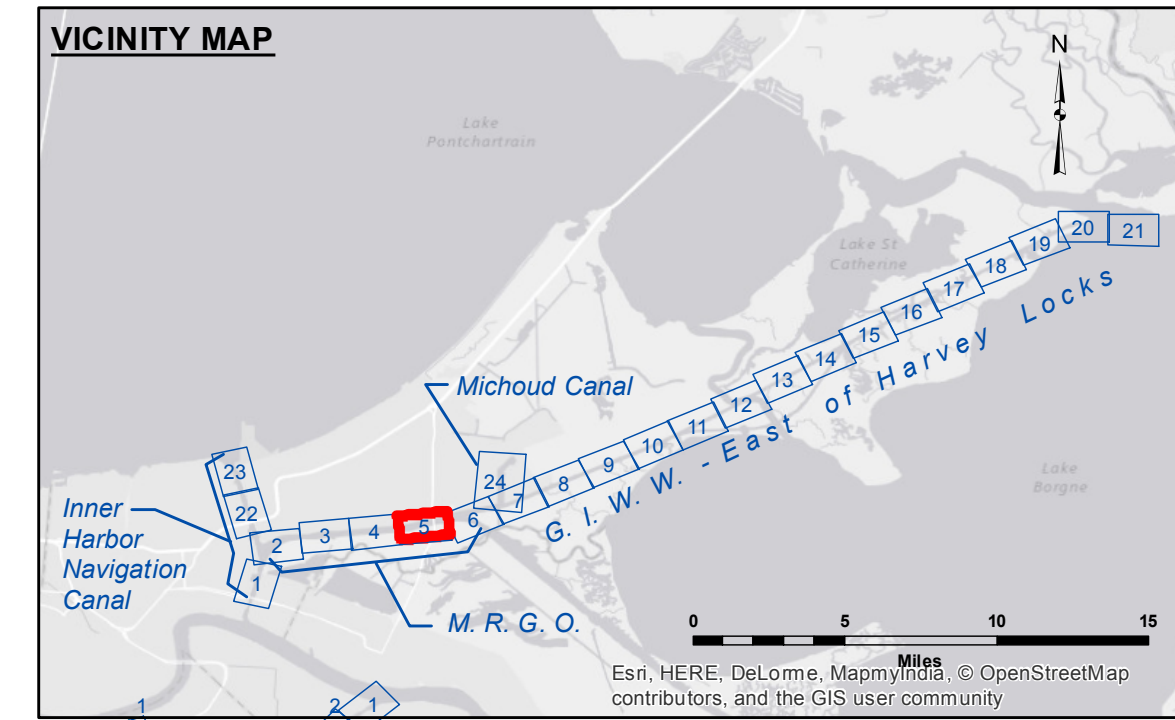 VICINITY MAP
N
Lake
Pontchartrain
Lake St
Catherine
20
21
19
18
17
16
15
14
13
12
11
10
9
8
7
24
6
5
4
3
2
1
22
23
G. I. W. W. - East of Harvey Locks
Michoud Canal
Lake
Borgne
Inner
Harbor
Navigation
Canal
M. R. G. O.
0 5 10 15
Miles
Esri, HERE, DeLorme, MapmyIndia, © OpenStreetMap
contributors, and the GIS user community
1
2
1